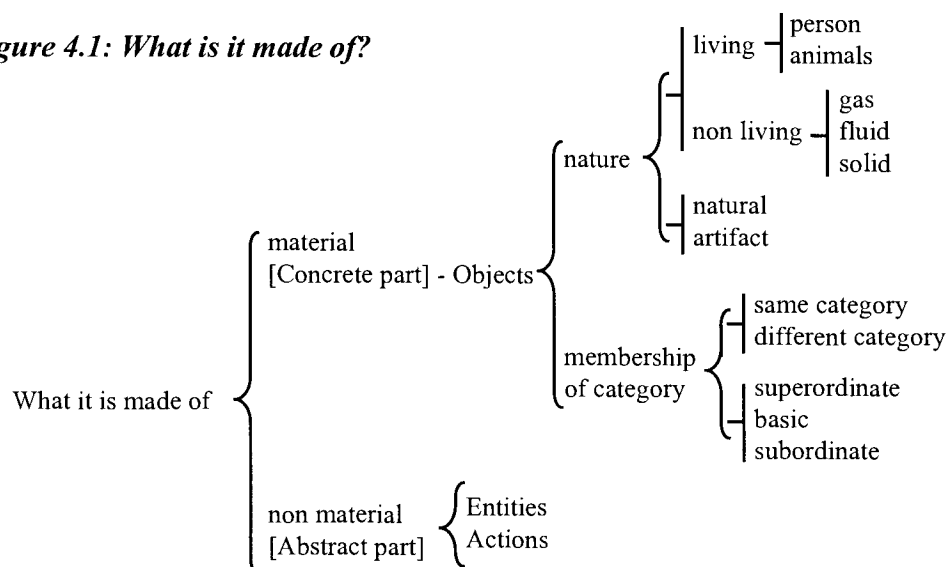 gure 4.1: What is it made of?
living
person
animals
non living
gas
fluid
solid
nature
natural
artifact
material
[Concrete part] - Objects
membership
of category
same category
different category
superordinate
basic
subordinate
What it is made of
non material
[Abstract part]
Entities
Actions